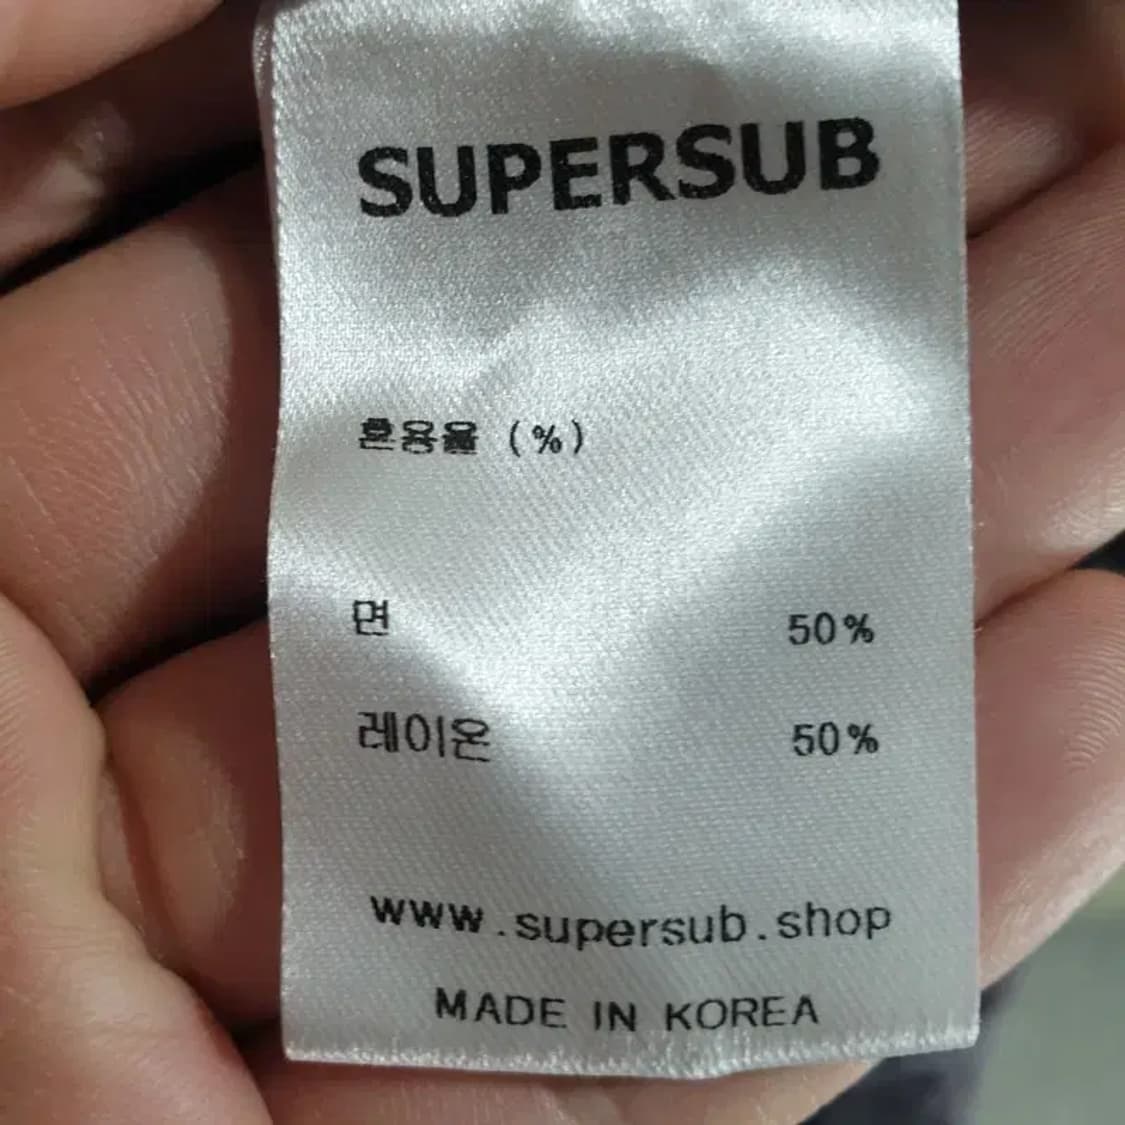 SUPERSUB
혼용율 (%)
면 50%
레이온 50%
www.supersub.shop
MADE IN KOREA